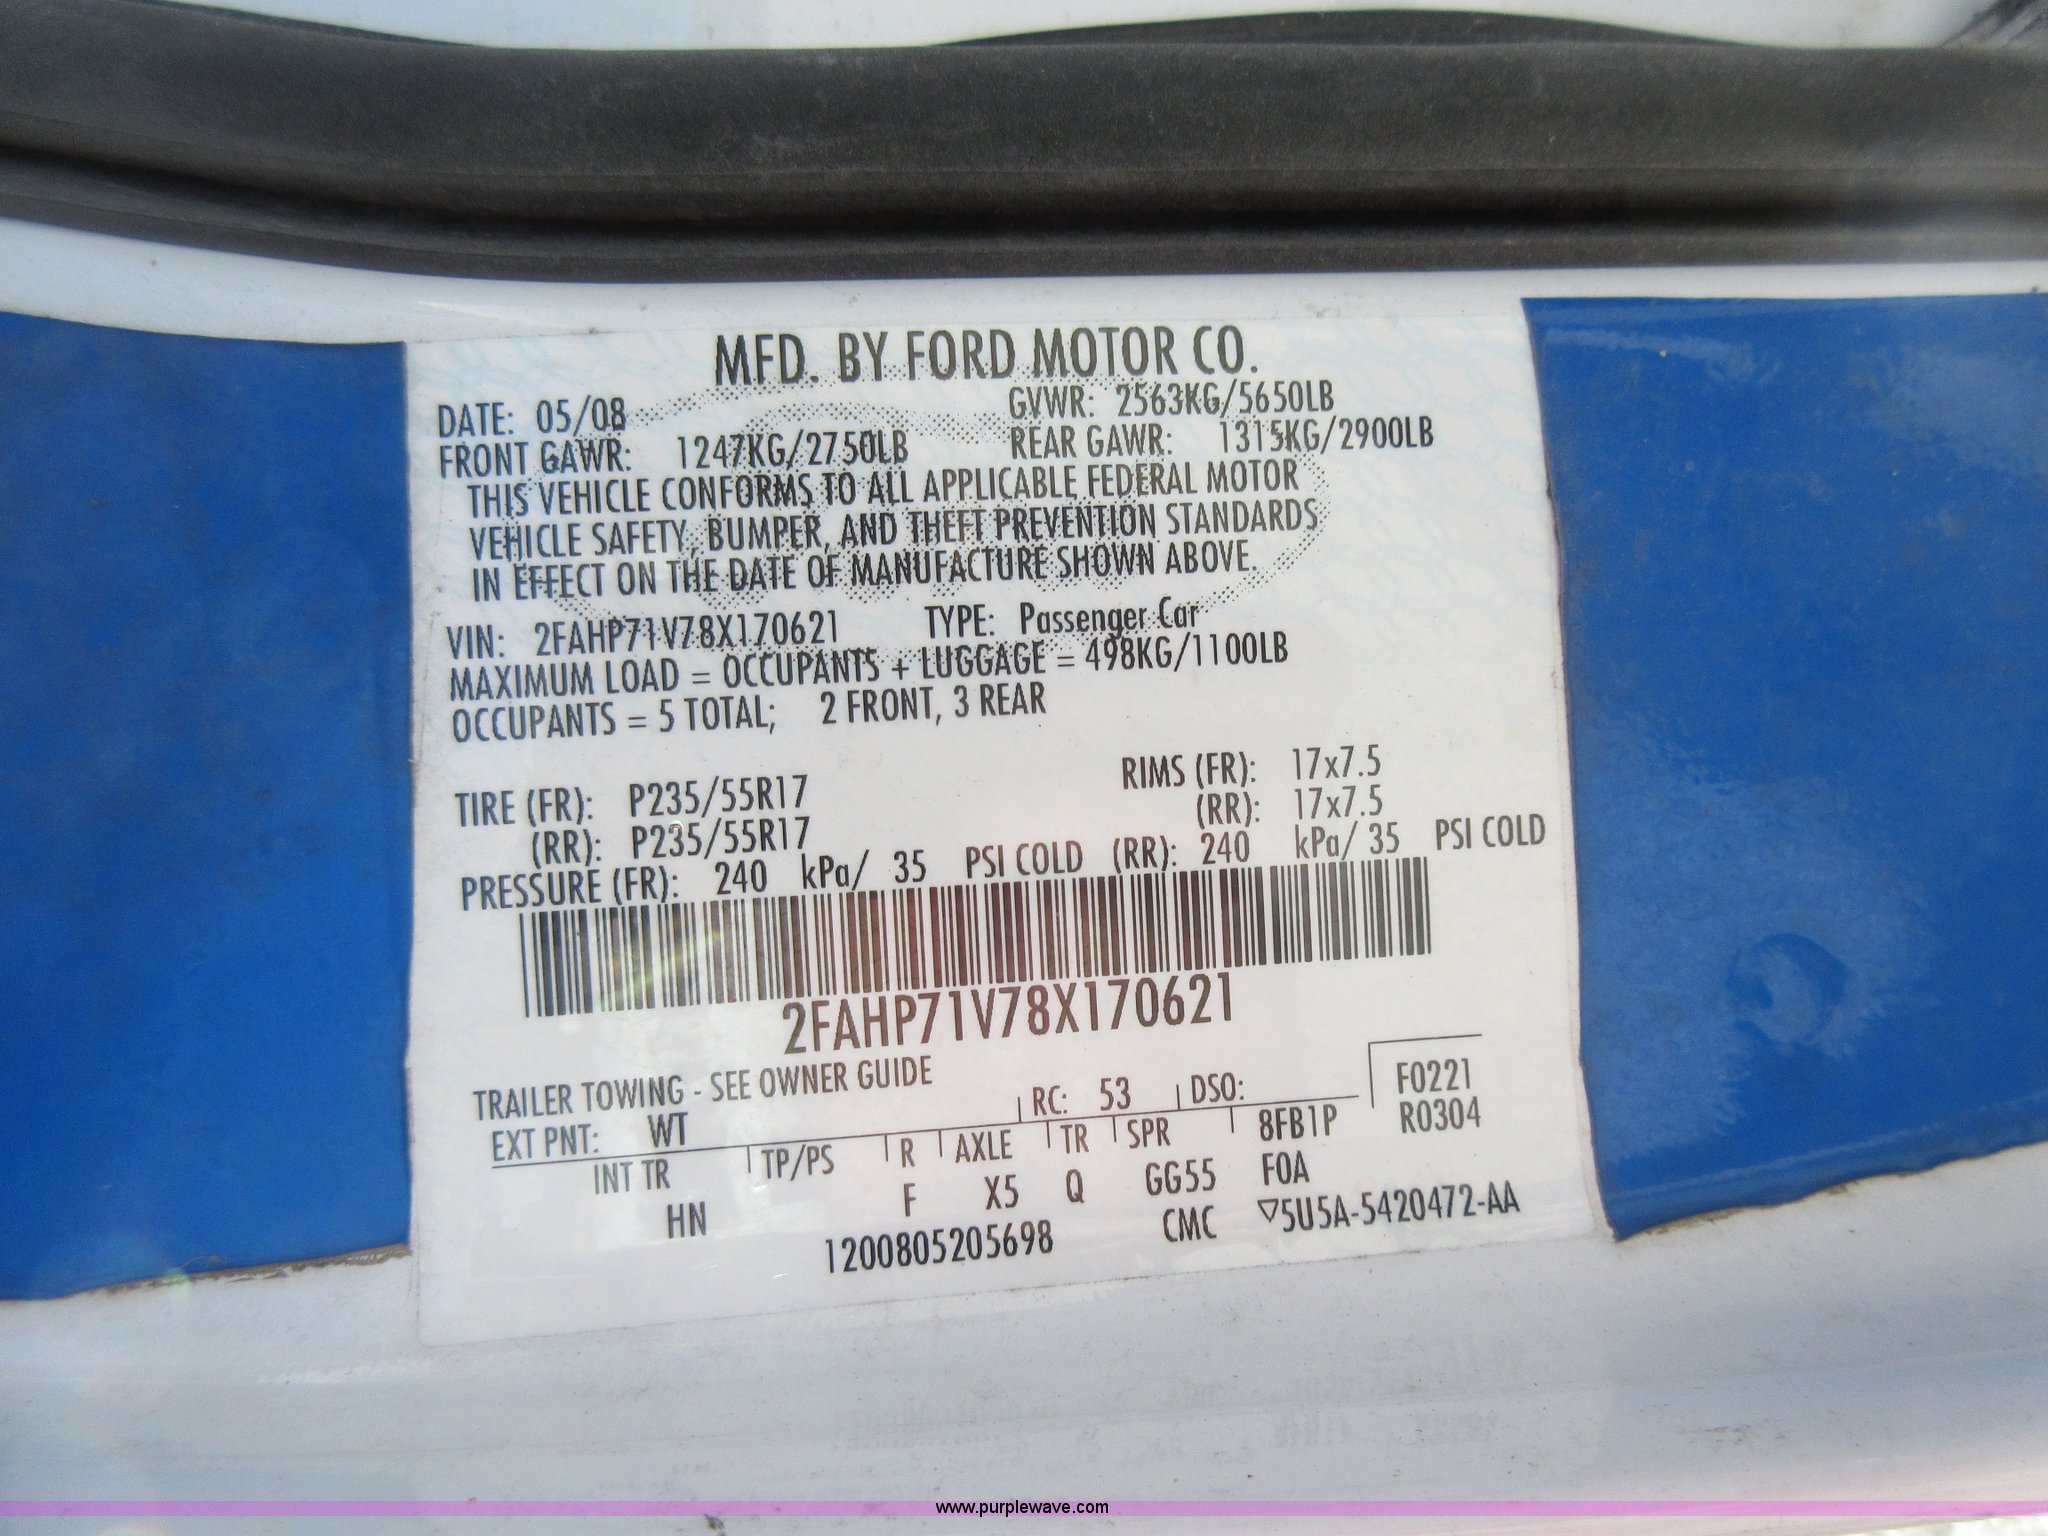 MFD. BY FORD MOTOR CO.
DATE: 05/08 GVWR: 2563KG/5650LB
FRONT GAWR: 1247KG/2750LB REAR GAWR: 1315KG/2900LB
THIS VEHICLE CONFORMS TO ALL APPLICABLE FEDERAL MOTOR
VEHICLE SAFETY, BUMPER, AND THEFT PREVENTION STANDARDS
IN EFFECT ON THE DATE OF MANUFACTURE SHOWN ABOVE.
VIN: 2FAHP71V78X170621 TYPE: Passenger Car
MAXIMUM LOAD = OCCUPANTS + LUGGAGE = 498KG/1100LB
OCCUPANTS = 5 TOTAL; 2 FRONT, 3 REAR
TIRE (FR): P235/55R17 RIMS (FR): 17x7.5
(RR): P235/55R17 (RR): 17x7.5
PRESSURE (FR): 240 kPa/ 35 PSI COLD (RR): 240 kPa/ 35 PSI COLD
2FAHP71V78X170621
TRAILER TOWING - SEE OWNER GUIDE
EXT PNT: WT RC: 53 DSO: F0221
INT TR TP/PS R AXLE TR SPR 8FB1P R0304
HN F X5 Q GG55 F0A
1200805205698 CMC ▽5U5A-5420472-AA
www.purplewave.com